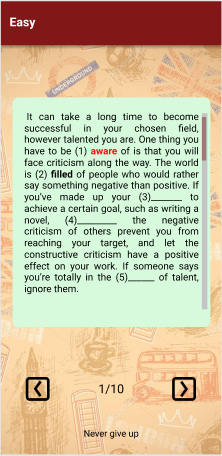 Easy
UNDERGROUND
It can take a long time to become
successful in your chosen field,
however talented you are. One thing you
have to be (1) aware of is that you will
face criticism along the way. The world
is (2) filled of people who would rather
say something negative than positive. If
you've made up your (3)______ to
achieve a certain goal, such as writing a
novel, (4)________ the negative
criticism of others prevent you from
reaching your target, and let the
constructive criticism have a positive
effect on your work. If someone says
you're totally in the (5)_____ of talent,
ignore them.
1/10
Never give up